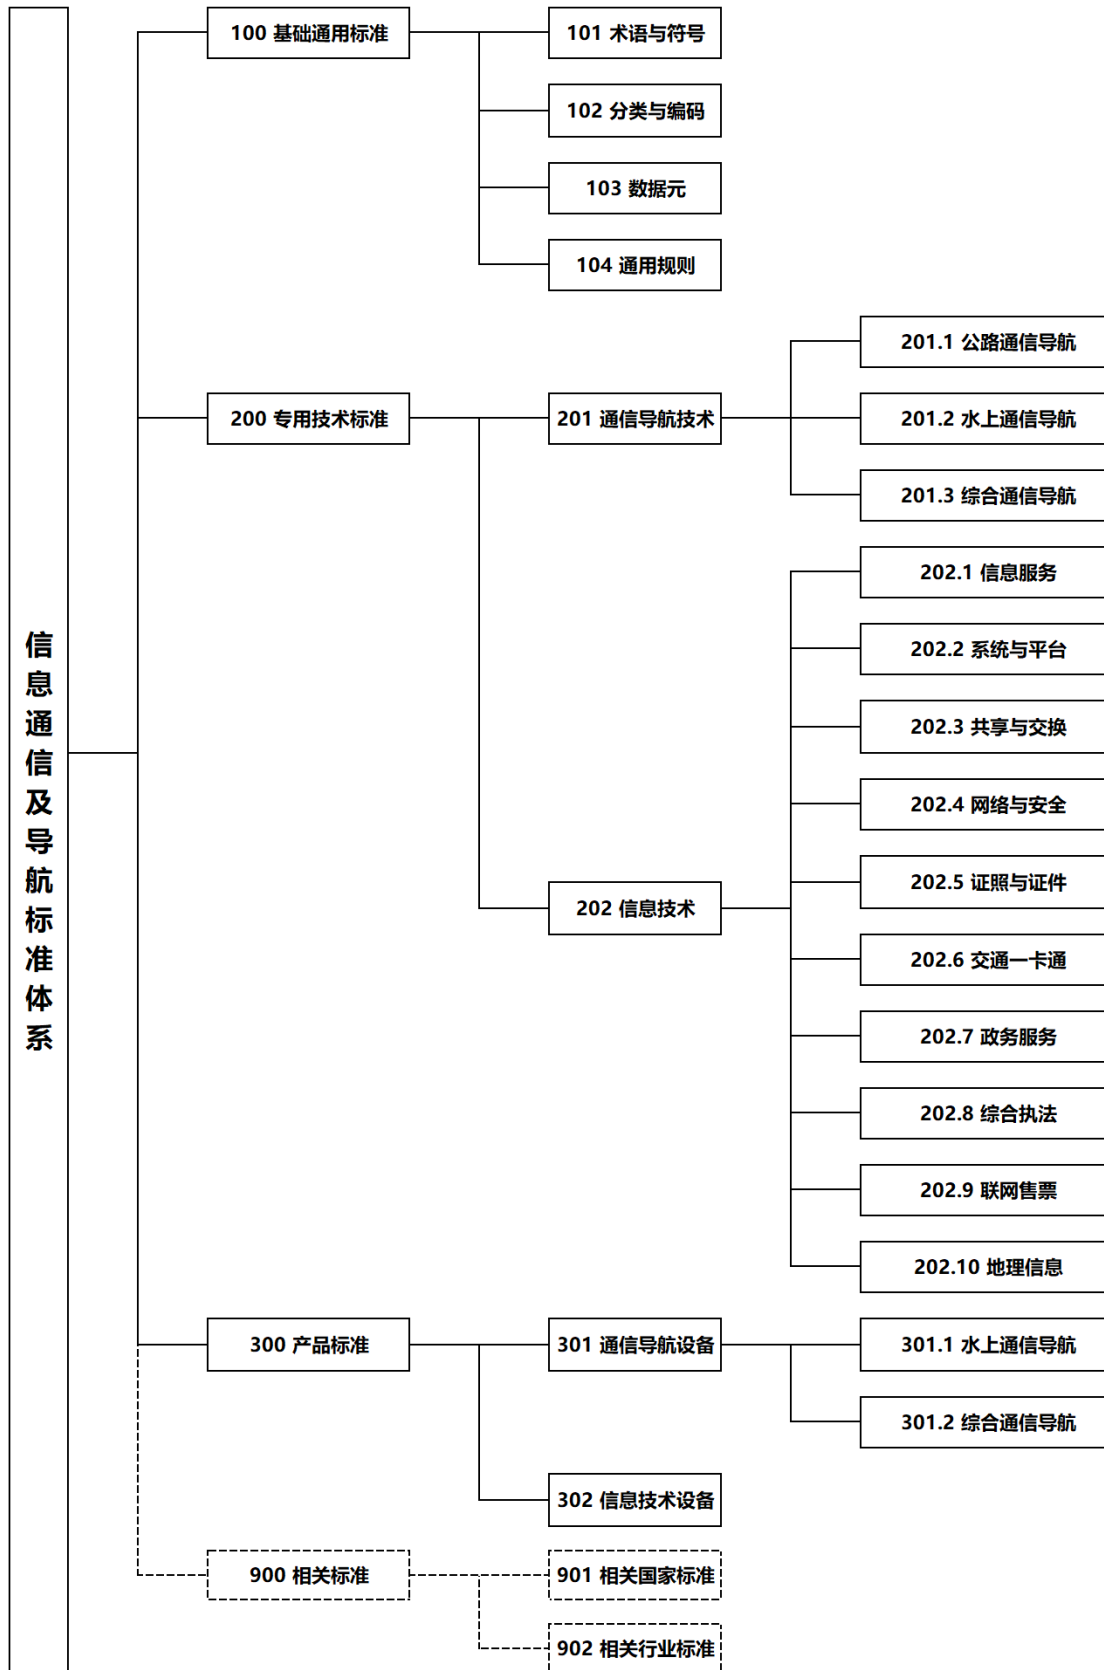 信息通信及导航标准体系
100 基础通用标准
101 术语与符号
102 分类与编码
103 数据元
104 通用规则
200 专用技术标准
201 通信导航技术
201.1 公路通信导航
201.2 水上通信导航
201.3 综合通信导航
202 信息技术
202.1 信息服务
202.2 系统与平台
202.3 共享与交换
202.4 网络与安全
202.5 证照与证件
202.6 交通一卡通
202.7 政务服务
202.8 综合执法
202.9 联网售票
202.10 地理信息
300 产品标准
301 通信导航设备
301.1 水上通信导航
301.2 综合通信导航
302 信息技术设备
900 相关标准
901 相关国家标准
902 相关行业标准